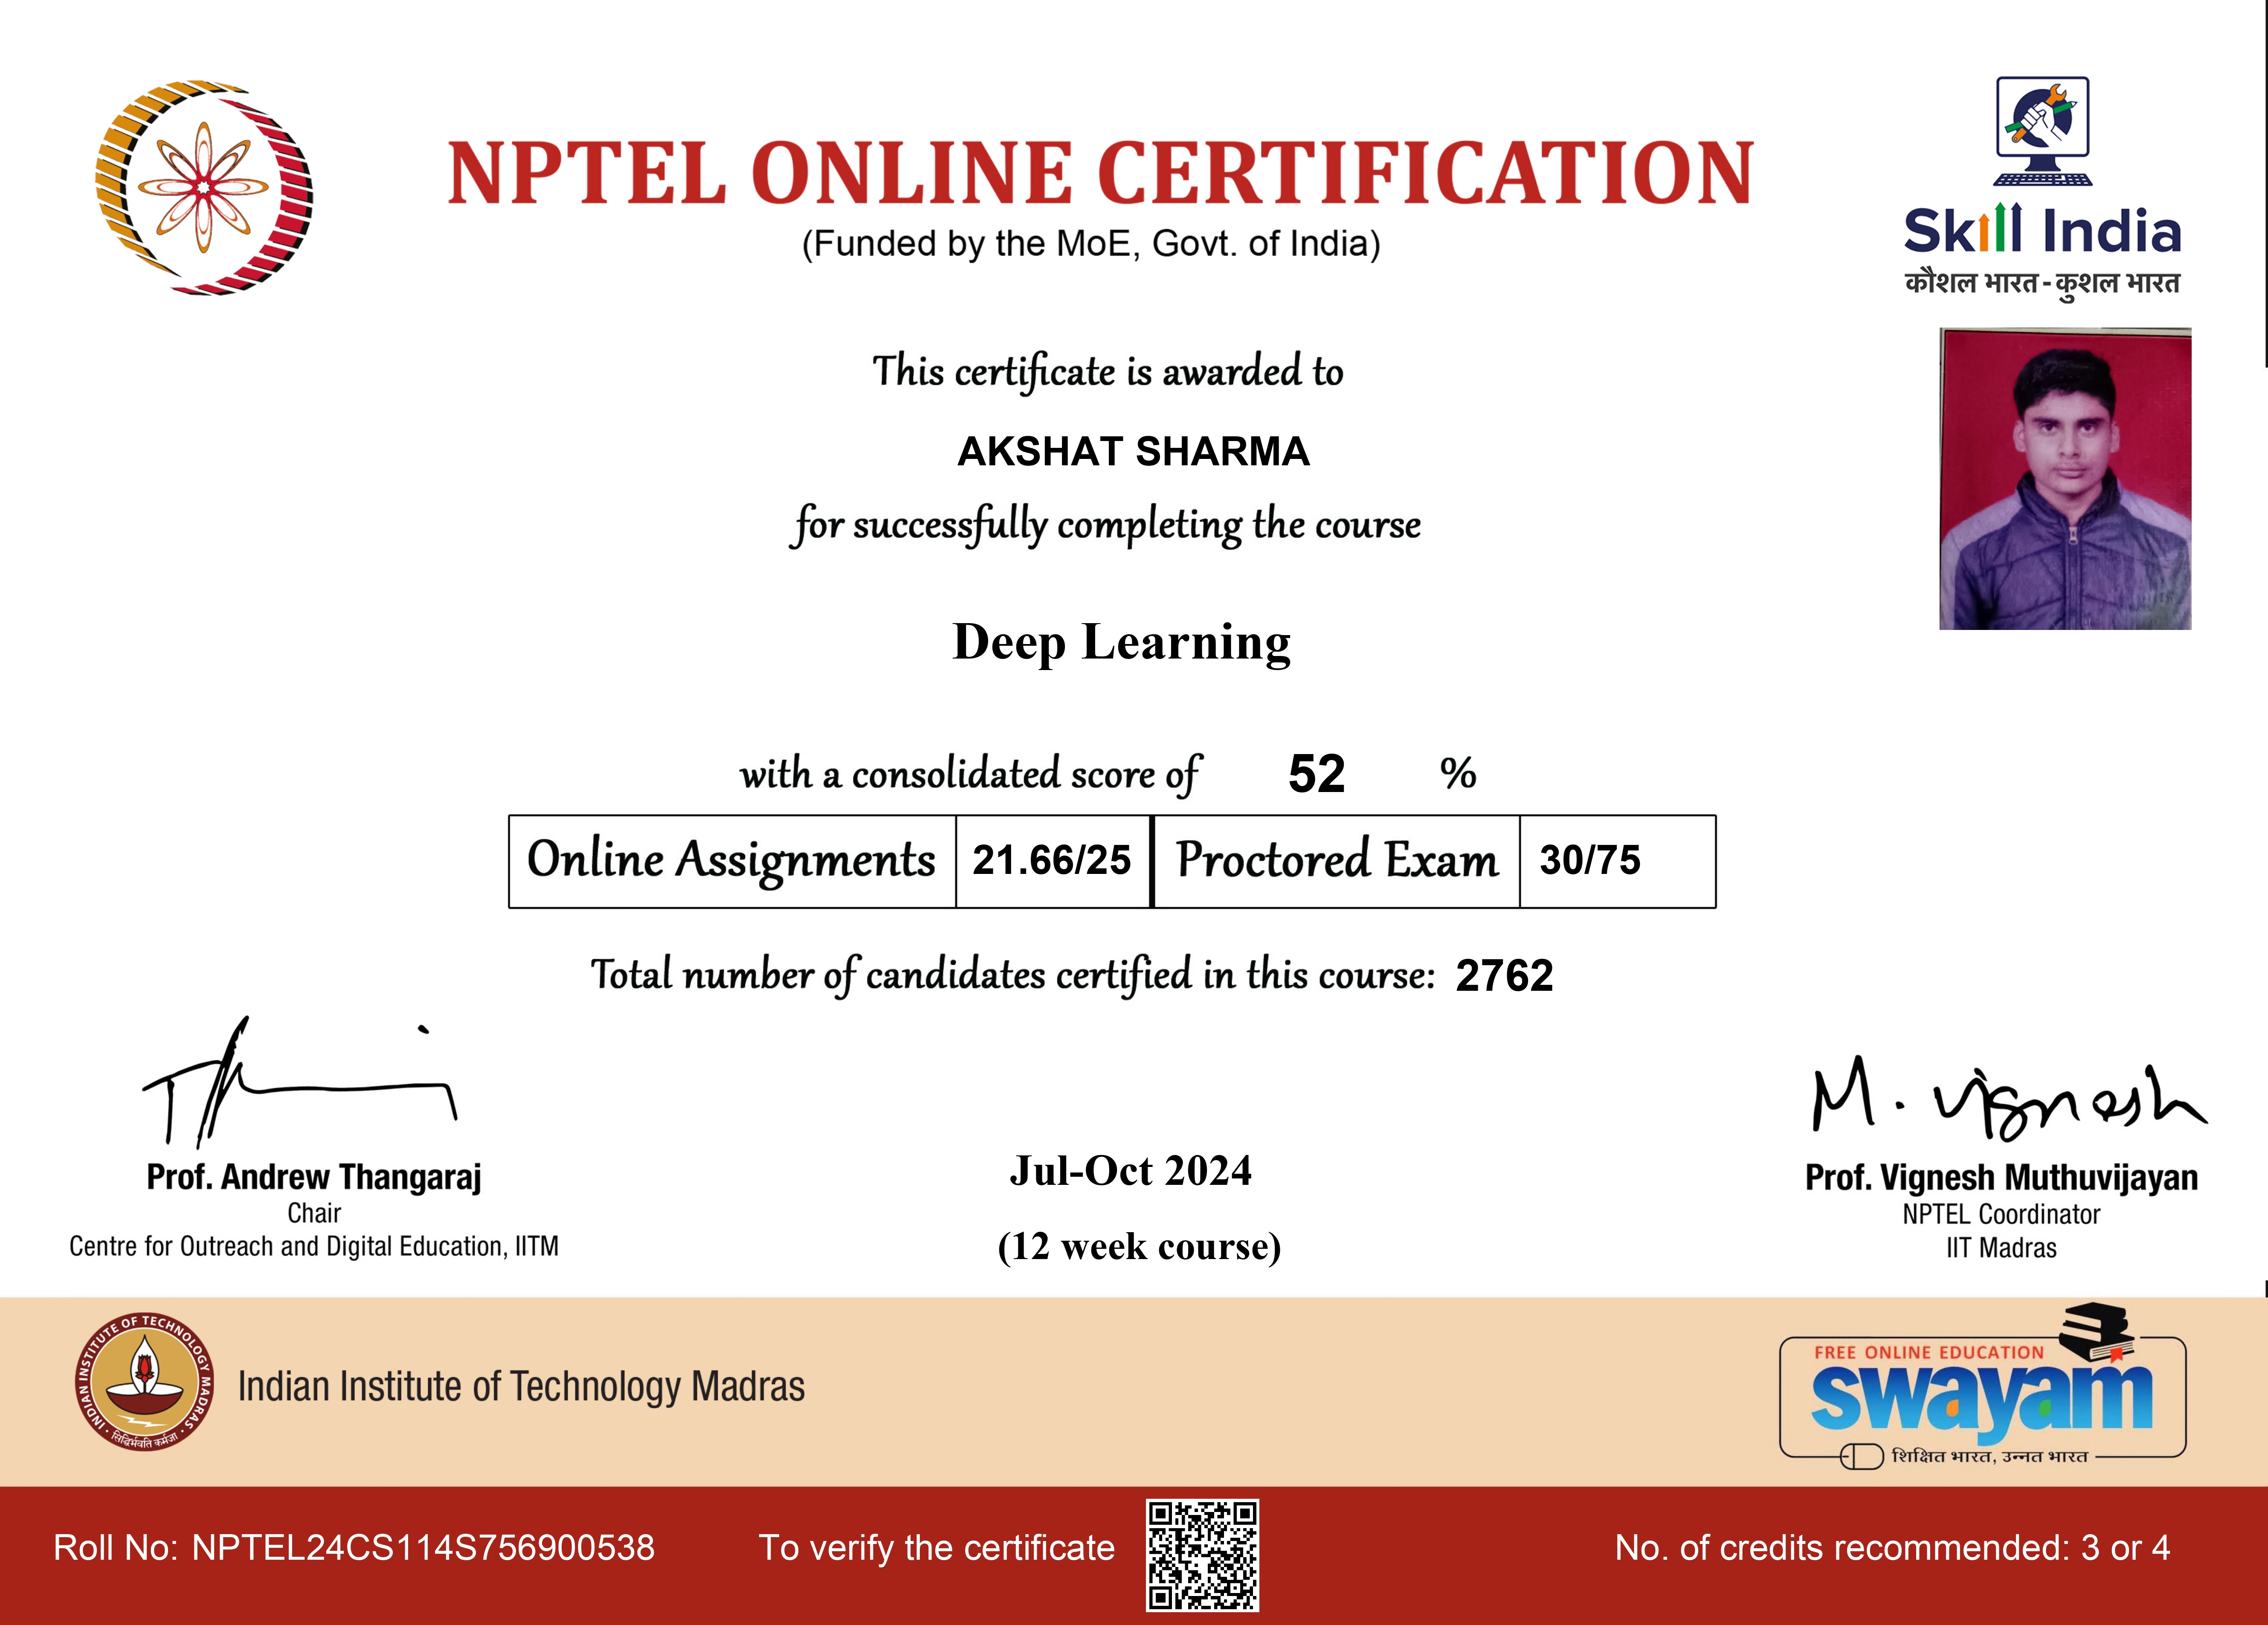 NPTEL ONLINE CERTIFICATION
(Funded by the MoE, Govt. of India)
Skill India
कौशल भारत - कुशल भारत
This certificate is awarded to
AKSHAT SHARMA
for successfully completing the course
Deep Learning
with a consolidated score of 52 %
Online Assignments 21.66/25 Proctored Exam 30/75
Total number of candidates certified in this course: 2762
M. Vignesh
Prof. Andrew Thangaraj
Chair
Centre for Outreach and Digital Education, IITM
Jul-Oct 2024
(12 week course)
Prof. Vignesh Muthuvijayan
NPTEL Coordinator
IIT Madras
INDIAN INSTITUTE OF TECHNOLOGY MADRAS
सिद्धिर्भवति कर्मजा
Indian Institute of Technology Madras
FREE ONLINE EDUCATION
swayam
शिक्षित भारत, उन्नत भारत
Roll No: NPTEL24CS114S756900538
To verify the certificate
No. of credits recommended: 3 or 4